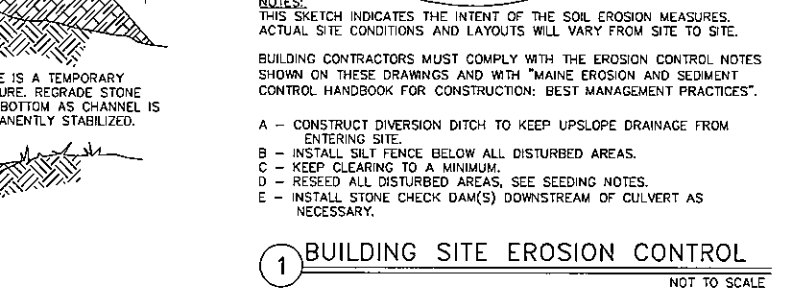 E IS A TEMPORARY
URE. REGRADE STONE
BOTTOM AS CHANNEL IS
ANENTLY STABILIZED.
NOTES:
THIS SKETCH INDICATES THE INTENT OF THE SOIL EROSION MEASURES.
ACTUAL SITE CONDITIONS AND LAYOUTS WILL VARY FROM SITE TO SITE.
BUILDING CONTRACTORS MUST COMPLY WITH THE EROSION CONTROL NOTES
SHOWN ON THESE DRAWINGS AND WITH "MAINE EROSION AND SEDIMENT
CONTROL HANDBOOK FOR CONSTRUCTION: BEST MANAGEMENT PRACTICES".
A – CONSTRUCT DIVERSION DITCH TO KEEP UPSLOPE DRAINAGE FROM
ENTERING SITE.
B – INSTALL SILT FENCE BELOW ALL DISTURBED AREAS.
C – KEEP CLEARING TO A MINIMUM.
D – RESEED ALL DISTURBED AREAS, SEE SEEDING NOTES.
E – INSTALL STONE CHECK DAM(S) DOWNSTREAM OF CULVERT AS
NECESSARY.
1 BUILDING SITE EROSION CONTROL
NOT TO SCALE